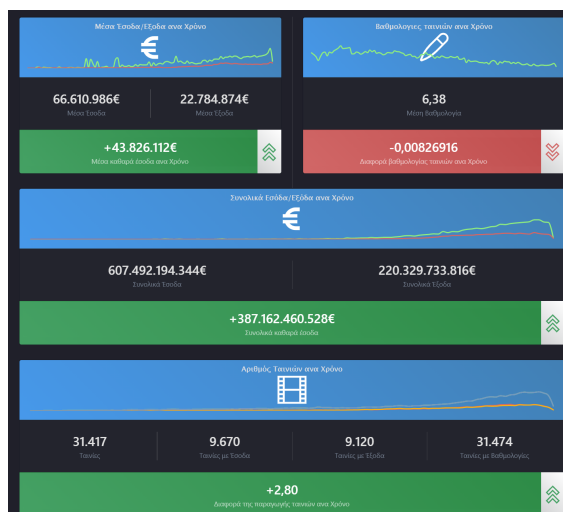 Μέσα Έσοδα/Έξοδα ανα Χρόνο
66.610.986€ 22.784.874€
Μέσα Έσοδα Μέσα Έξοδα
+43.826.112€
Μέσα καθαρά έσοδα ανα Χρόνο
Βαθμολογιες ταινιών ανα Χρόνο
6,38
Μέση Βαθμολογία
-0,00826916
Διαφορά βαθμολογίας ταινιών ανα Χρόνο
Συνολικά Εσόδα/Εξόδα ανα Χρόνο
607.492.194.344€ 220.329.733.816€
Συνολικά Έσοδα Συνολικά Έξοδα
+387.162.460.528€
Συνολικά καθαρά έσοδα
Αριθμός Ταινιών ανα Χρόνο
31.417 9.670 9.120 31.474
Ταινίες Ταινίες με Έσοδα Ταινίες με Έξοδα Ταινίες με Βαθμολογίες
+2,80
Διαφορά της παραγωγής ταινιών ανα Χρόνο